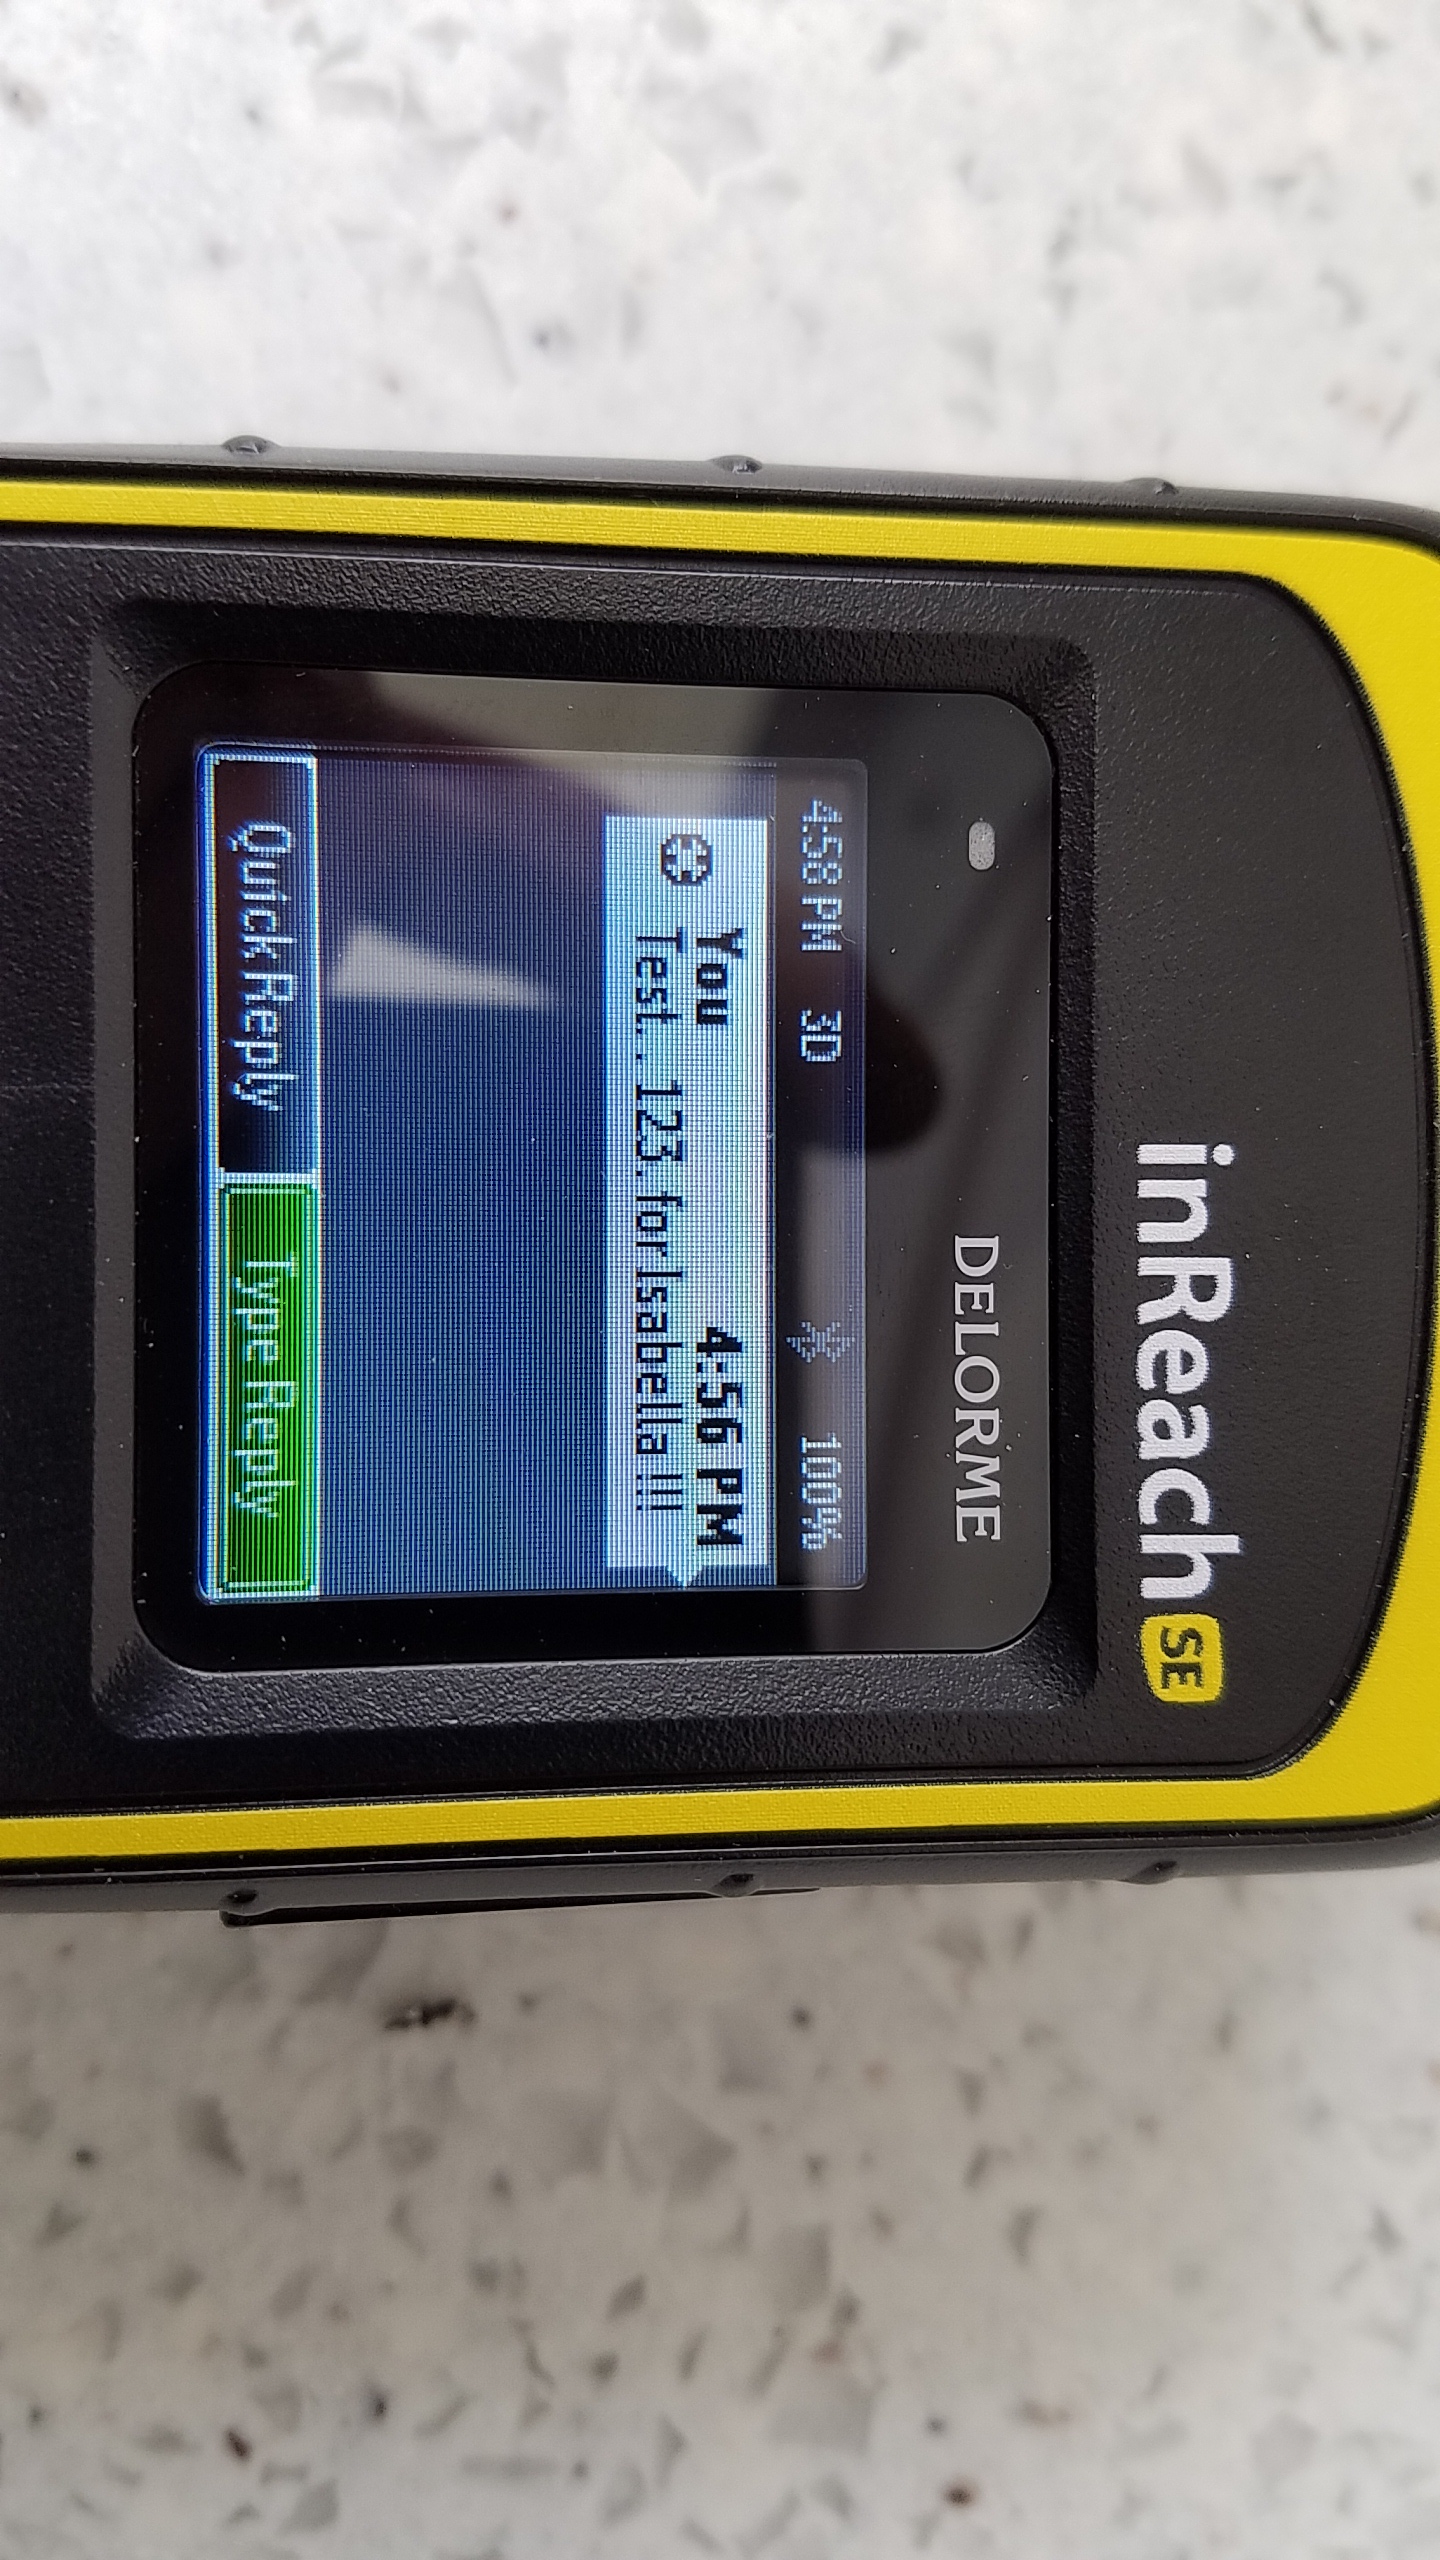 inReach SE
DELORME
4:58 PM 3D 100%
You 4:56 PM
Test.. 123. for Isabella !!!
Quick Reply Type Reply